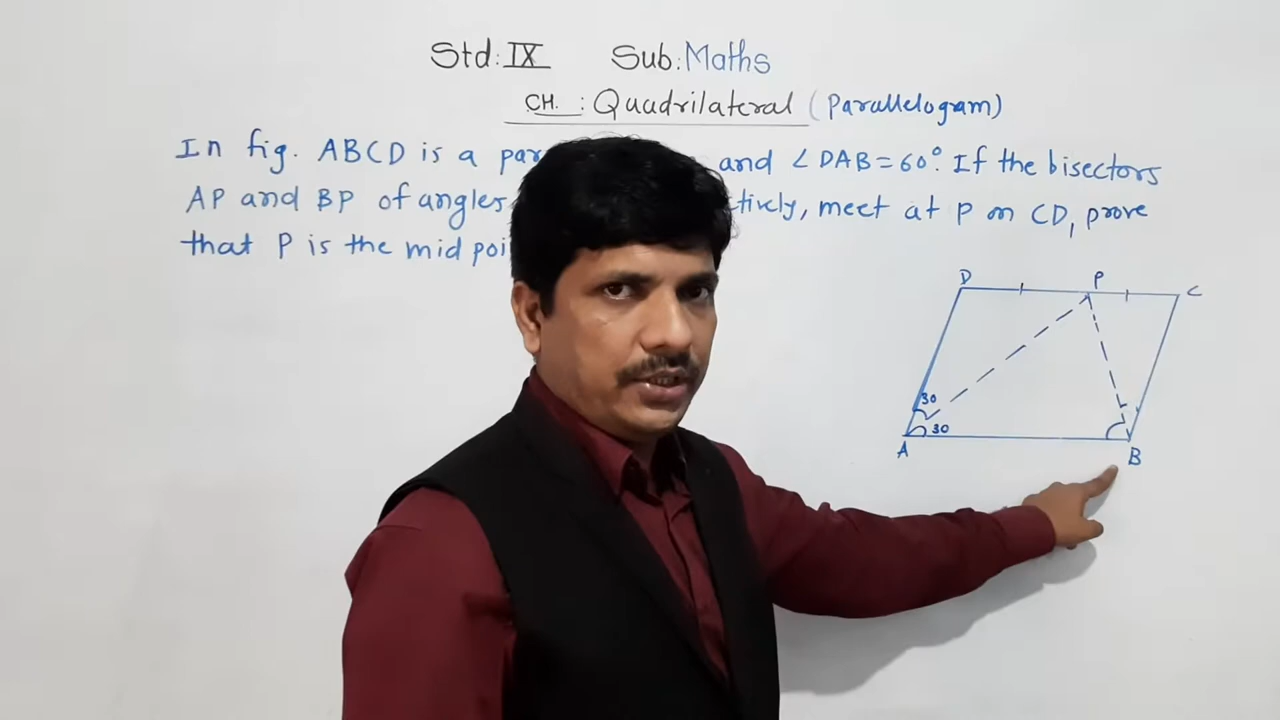 Std: IX Sub: Maths
CH. : Quadrilateral (Parallelogram)
In fig. ABCD is a and ∠DAB=60°. If the bisectors
AP and BP of angles meet at P on CD, prove
that P is the mid
D P C
30
30
A B